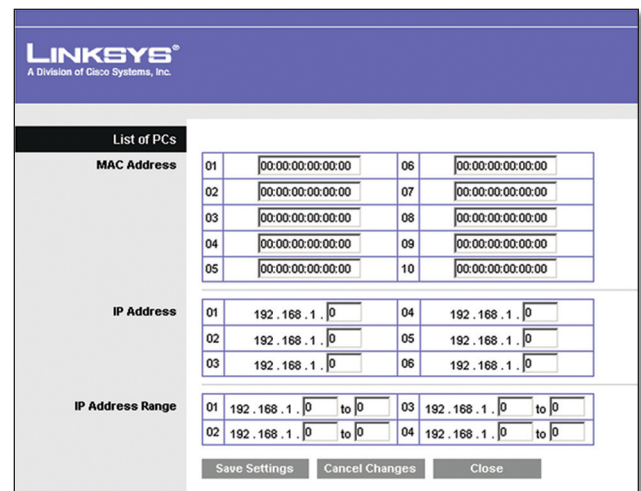 LINKSYS®
A Division of Cisco Systems, Inc.
List of PCs
MAC Address
01 00:00:00:00:00:00 06 00:00:00:00:00:00
02 00:00:00:00:00:00 07 00:00:00:00:00:00
03 00:00:00:00:00:00 08 00:00:00:00:00:00
04 00:00:00:00:00:00 09 00:00:00:00:00:00
05 00:00:00:00:00:00 10 00:00:00:00:00:00
IP Address
01 192.168.1.0 04 192.168.1.0
02 192.168.1.0 05 192.168.1.0
03 192.168.1.0 06 192.168.1.0
IP Address Range
01 192.168.1.0 to 0 03 192.168.1.0 to 0
02 192.168.1.0 to 0 04 192.168.1.0 to 0
Save Settings Cancel Changes Close